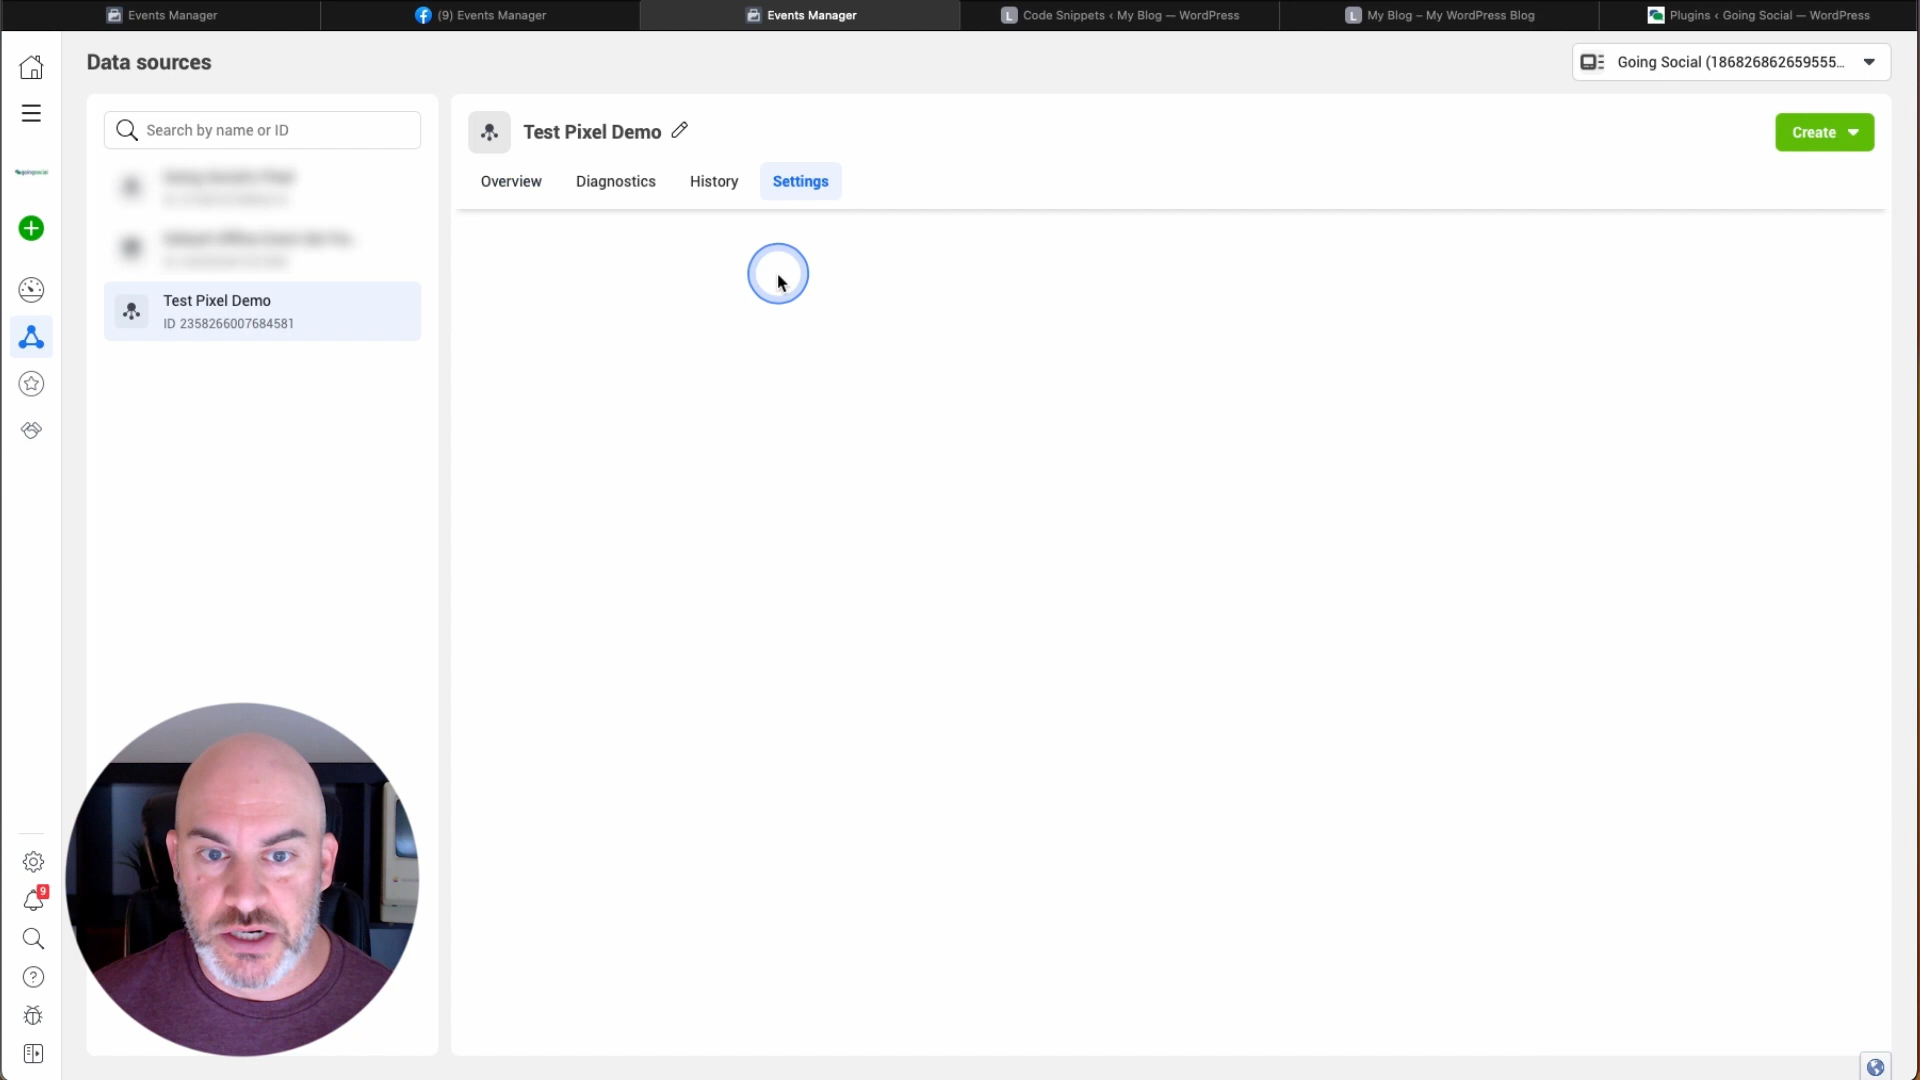 Events Manager
(9) Events Manager
Events Manager
Code Snippets ‹ My Blog — WordPress
My Blog – My WordPress Blog
Plugins ‹ Going Social — WordPress
Data sources
Going Social (186826862659555...
Search by name or ID
Test Pixel Demo
ID 2358266007684581
Test Pixel Demo
Create
Overview
Diagnostics
History
Settings
9